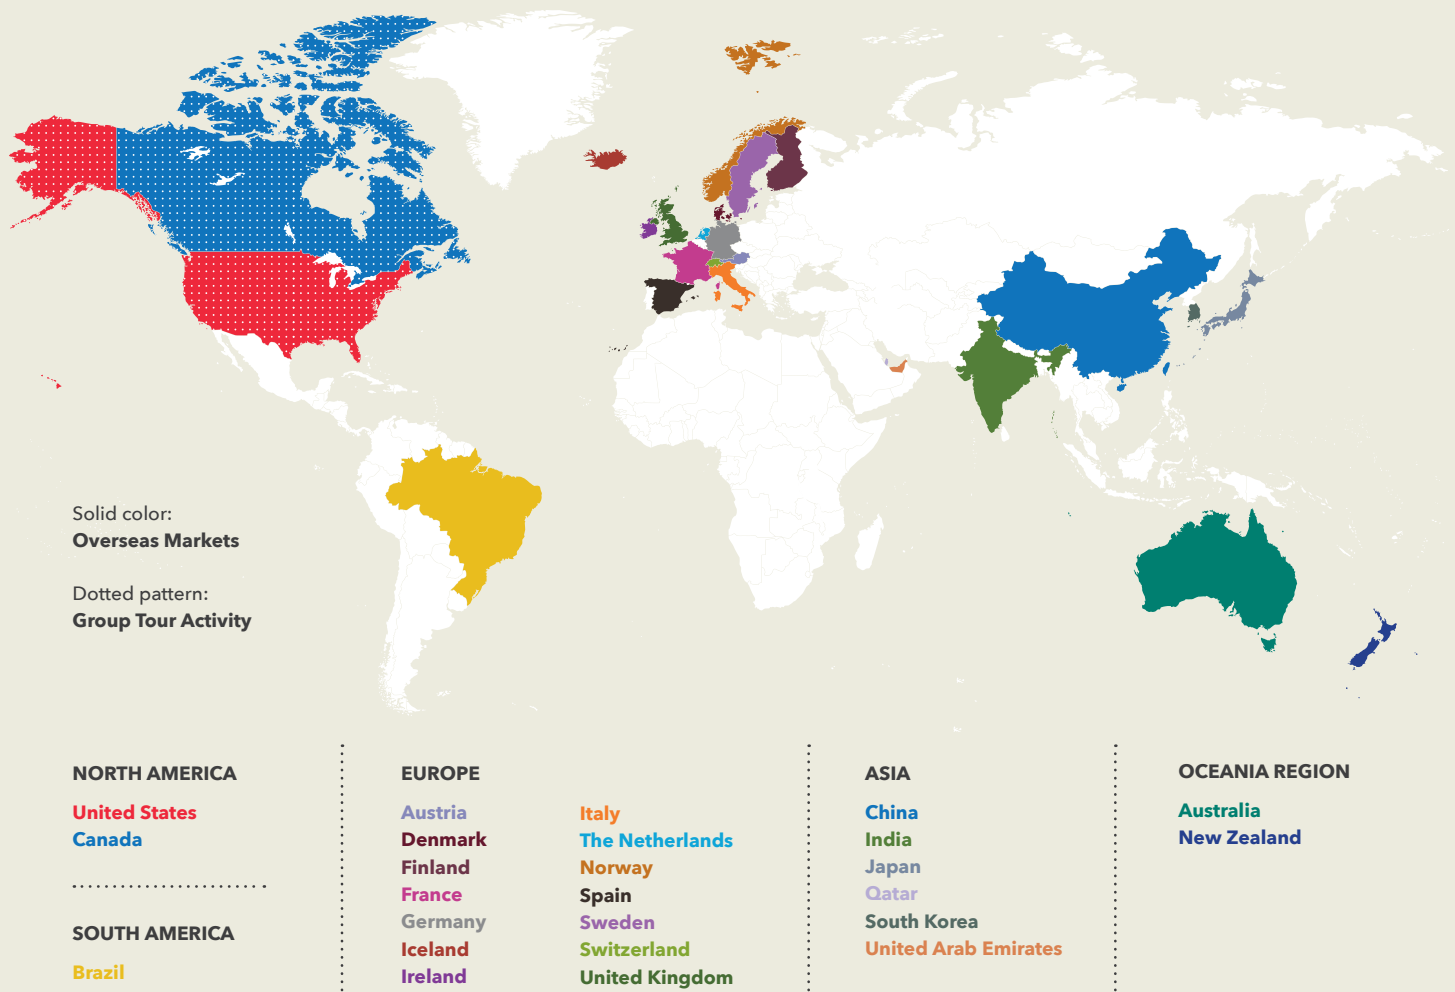 Solid color:
Overseas Markets
Dotted pattern:
Group Tour Activity
NORTH AMERICA
United States
Canada
SOUTH AMERICA
Brazil
EUROPE
Austria
Denmark
Finland
France
Germany
Iceland
Ireland
Italy
The Netherlands
Norway
Spain
Sweden
Switzerland
United Kingdom
ASIA
China
India
Japan
Qatar
South Korea
United Arab Emirates
OCEANIA REGION
Australia
New Zealand